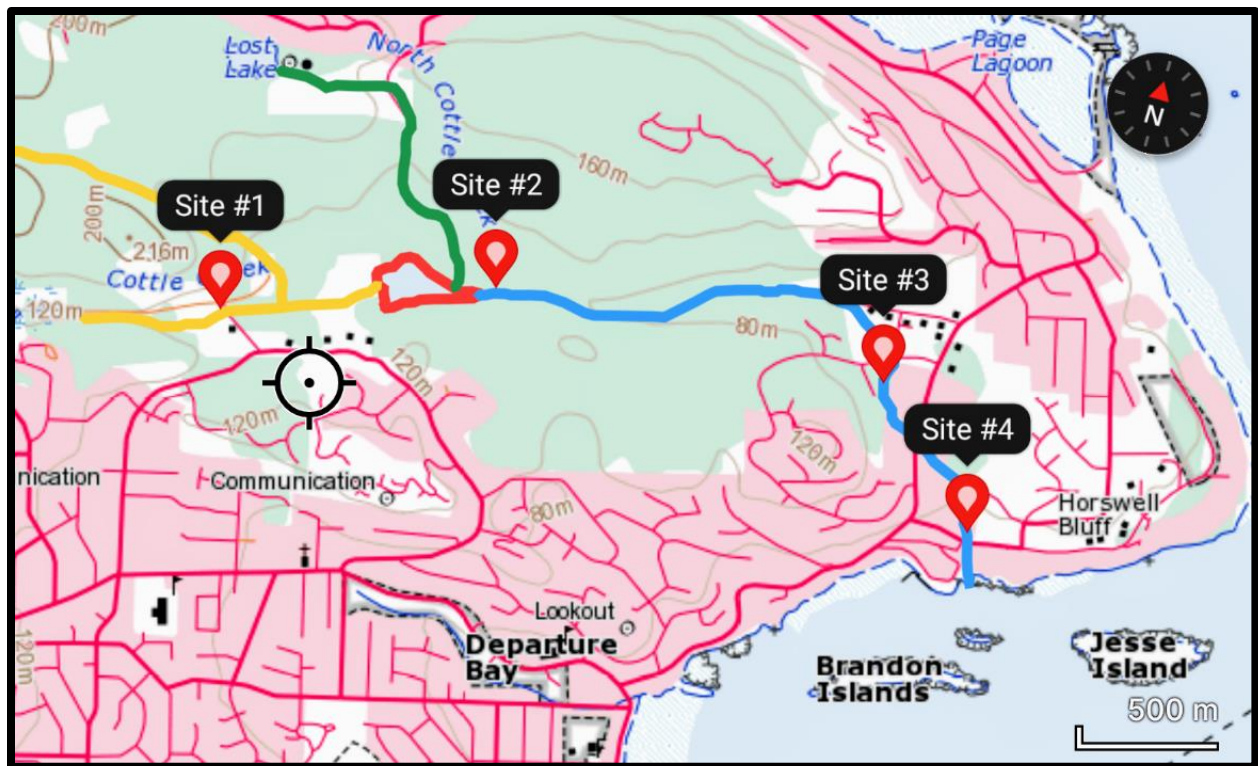 200m
Lost
Lake
North Cottle
k
Page
Lagoon
N
160m
Site #2
Site #1
200m
216m
Cottle
ek
120m
Site #3
80m
120m
120m
Site #4
120m
nication
Communication
80m
Horswell
Bluff
Lookout
Departure
Bay
120m
Brandon
Islands
Jesse
Island
500 m